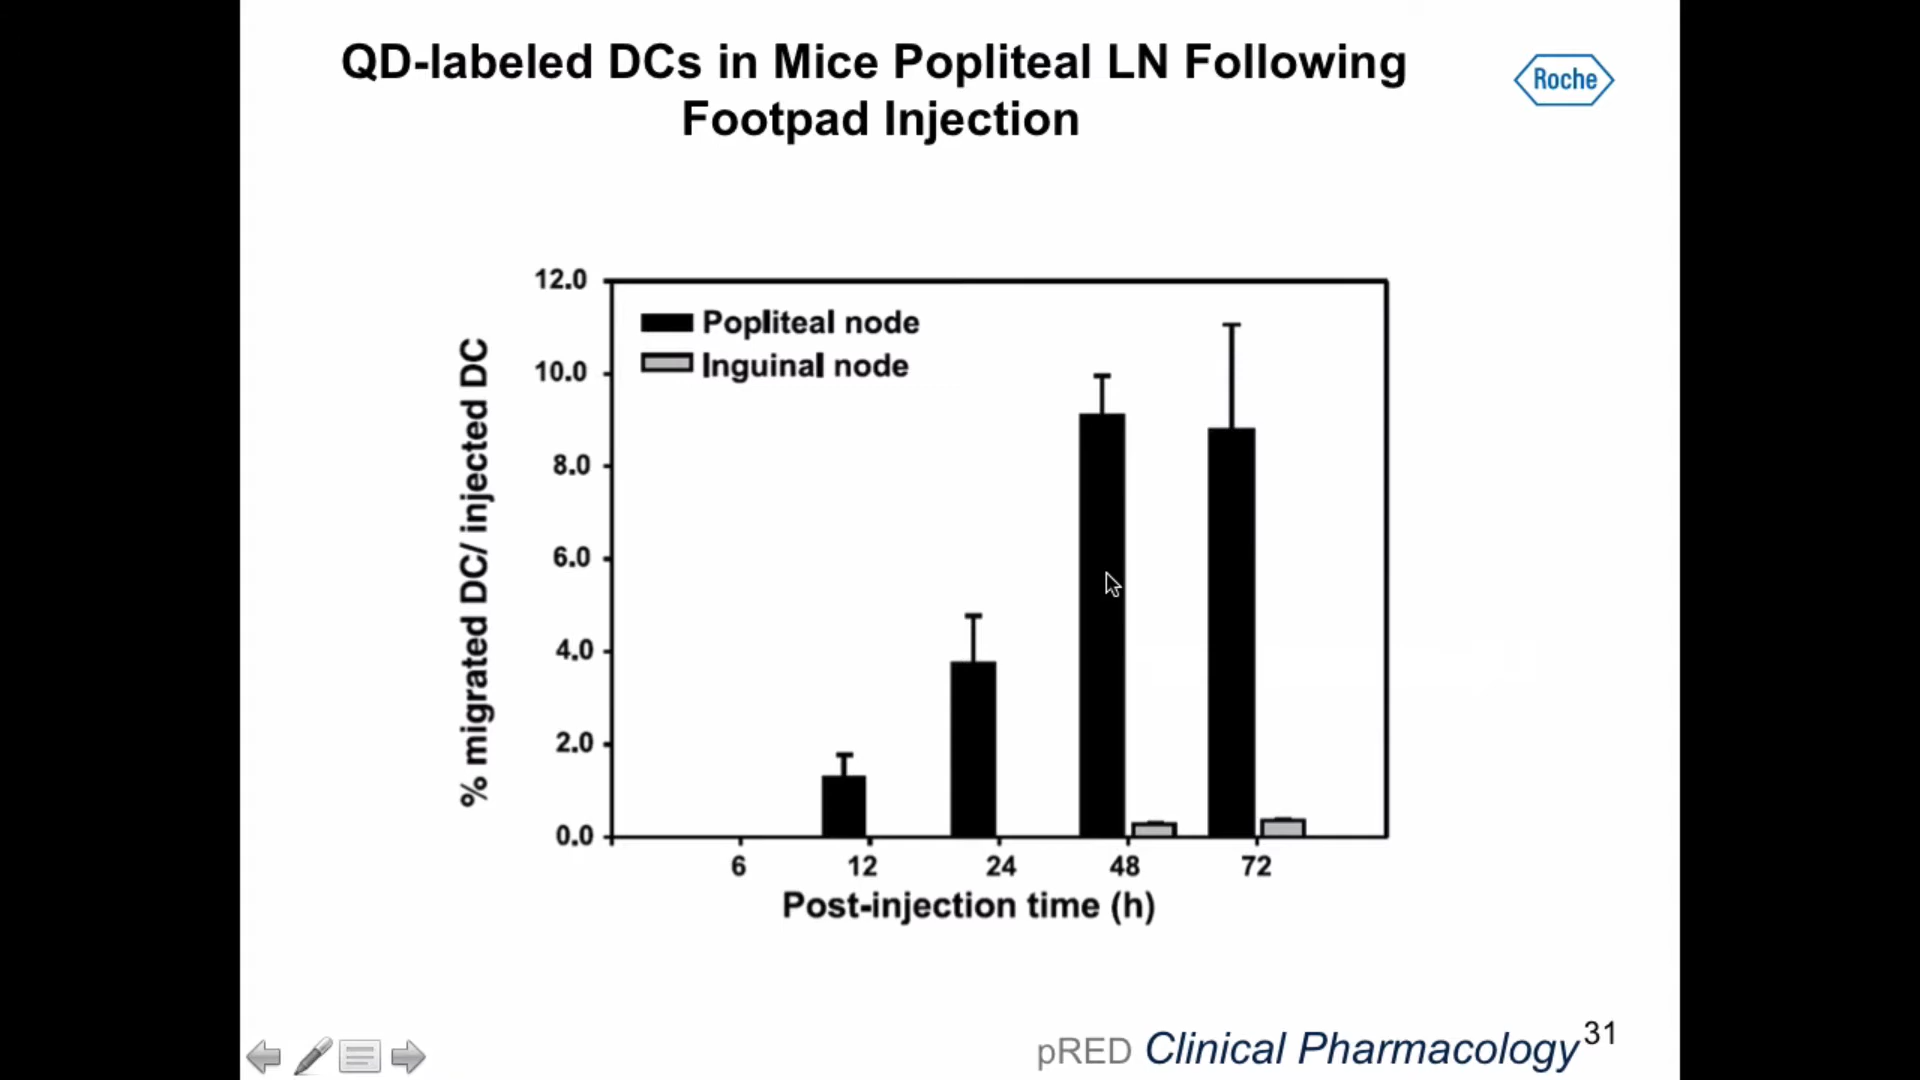 QD-labeled DCs in Mice Popliteal LN Following
Footpad Injection
Roche
12.0
10.0
8.0
6.0
4.0
2.0
0.0
% migrated DC/ injected DC
Popliteal node
Inguinal node
6 12 24 48 72
Post-injection time (h)
pRED Clinical Pharmacology 31